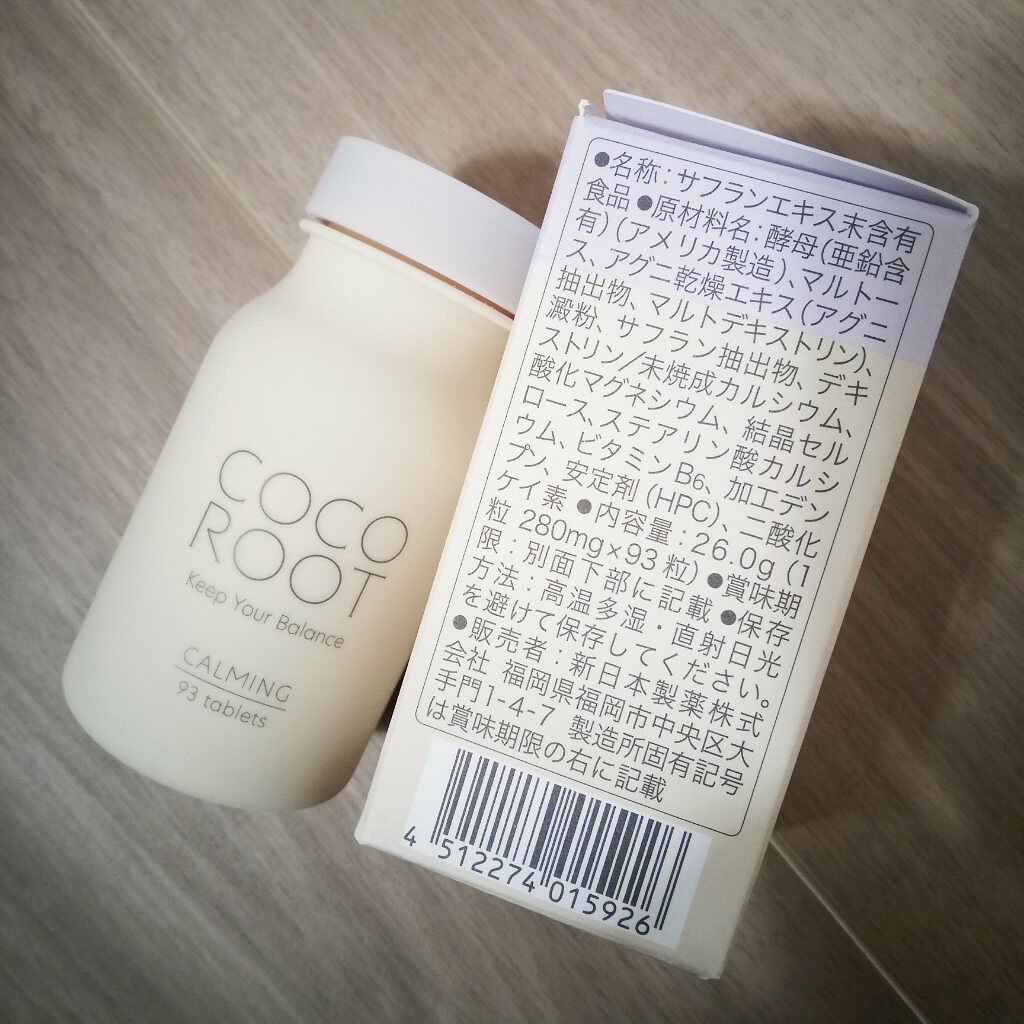 COCO
ROOT
Keep Your Balance
CALMING
93 tablets
●名称：サフランエキス末含有
食品 ●原材料名：酵母（亜鉛含
有）（アメリカ製造）、マルトー
ス、アグニ乾燥エキス（アグニ
抽出物、マルトデキストリン）、
澱粉、サフラン抽出物、デキ
ストリン/未焼成カルシウム、
酸化マグネシウム、結晶セル
ロース、ステアリン酸カルシ
ウム、ビタミンB6、加工デン
プン、安定剤（HPC）、二酸化
ケイ素 ●内容量：26.0g（1
粒 280mg×93粒）●賞味期
限：別面下部に記載 ●保存
方法：高温多湿・直射日光
を避けて保存してください。
●販売者：新日本製薬株式
会社 福岡県福岡市中央区大
手門1-4-7 製造所固有記号
は賞味期限の右に記載
4 512274 015926